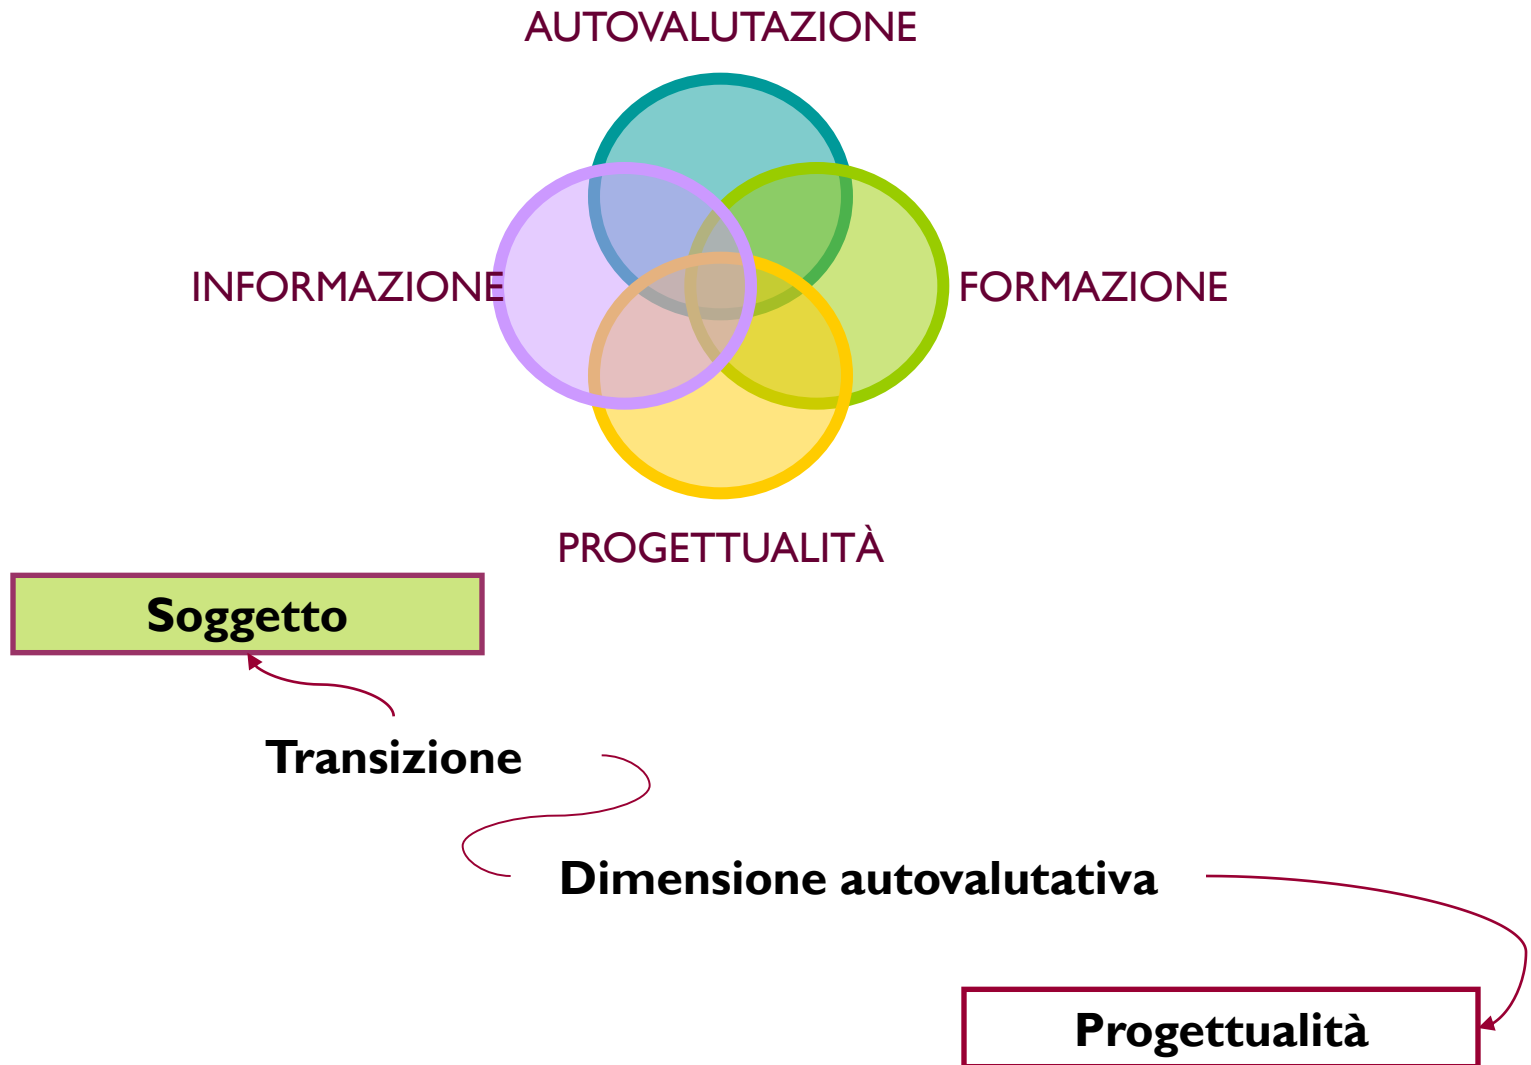 AUTOVALUTAZIONE
INFORMAZIONE
FORMAZIONE
PROGETTUALITÀ
Soggetto
Transizione
Dimensione autovalutativa
Progettualità